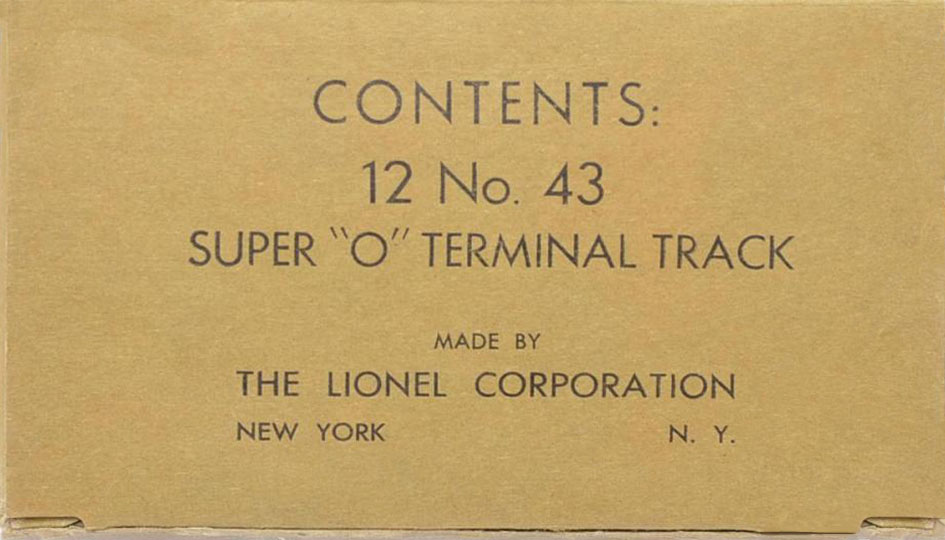 CONTENTS:
12 No. 43
SUPER "O" TERMINAL TRACK
MADE BY
THE LIONEL CORPORATION
NEW YORK N. Y.